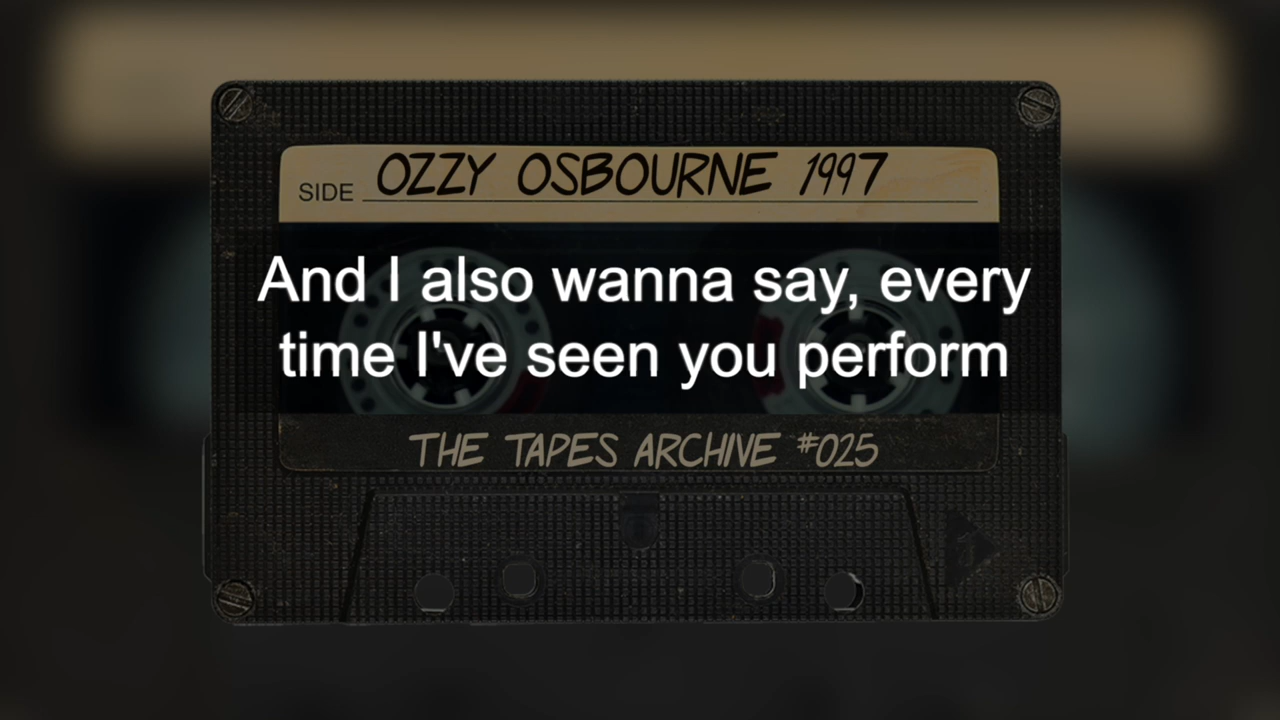 OZZY OSBOURNE 1997
SIDE
And I also wanna say, every
time I've seen you perform
THE TAPES ARCHIVE #025